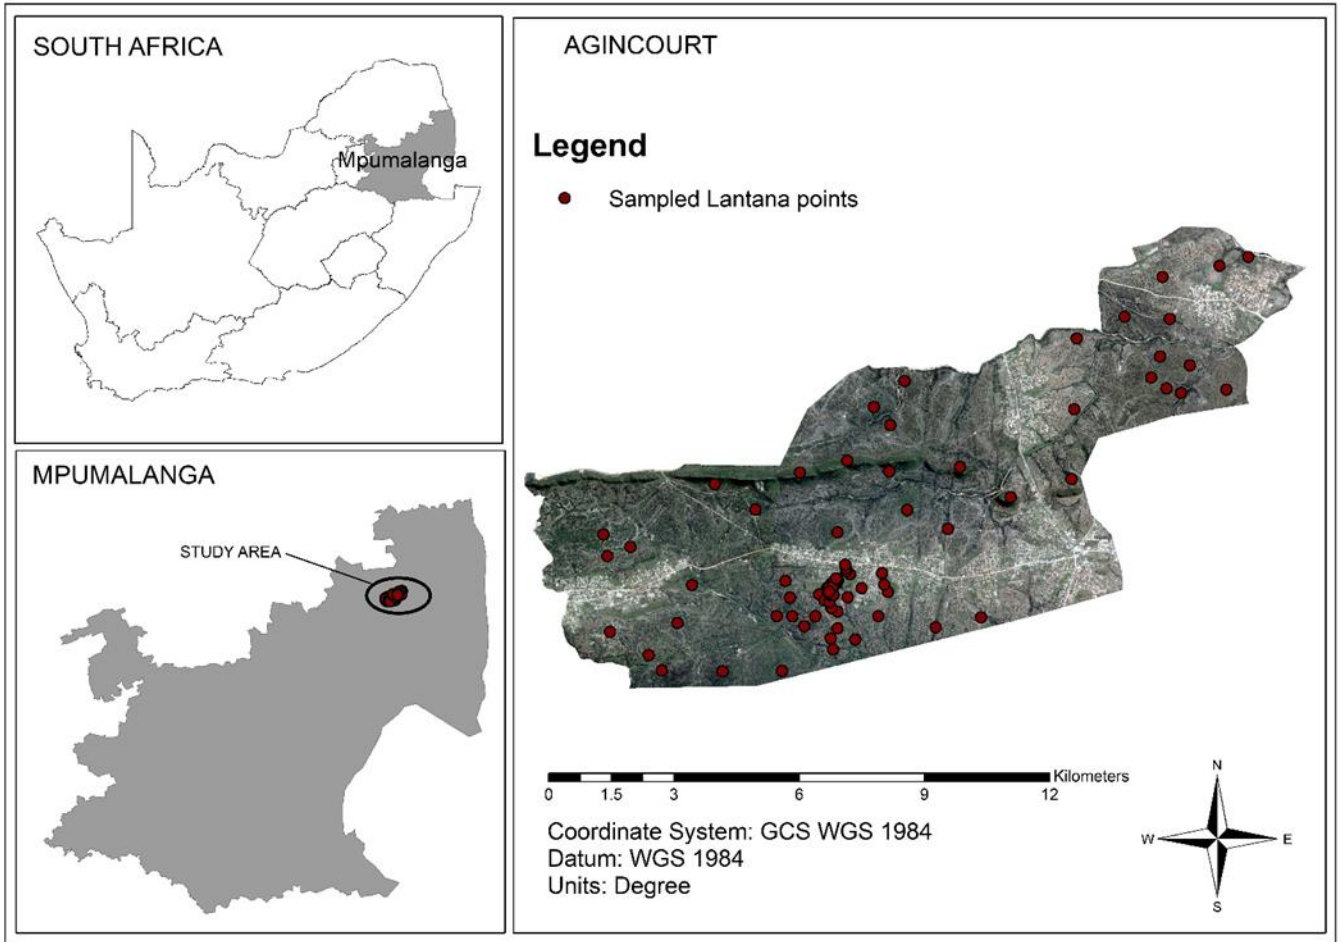 SOUTH AFRICA
Mpumalanga
MPUMALANGA
STUDY AREA
AGINCOURT
Legend
Sampled Lantana points
Kilometers
0 1.5 3 6 9 12
Coordinate System: GCS WGS 1984
Datum: WGS 1984
Units: Degree
N
W E
S